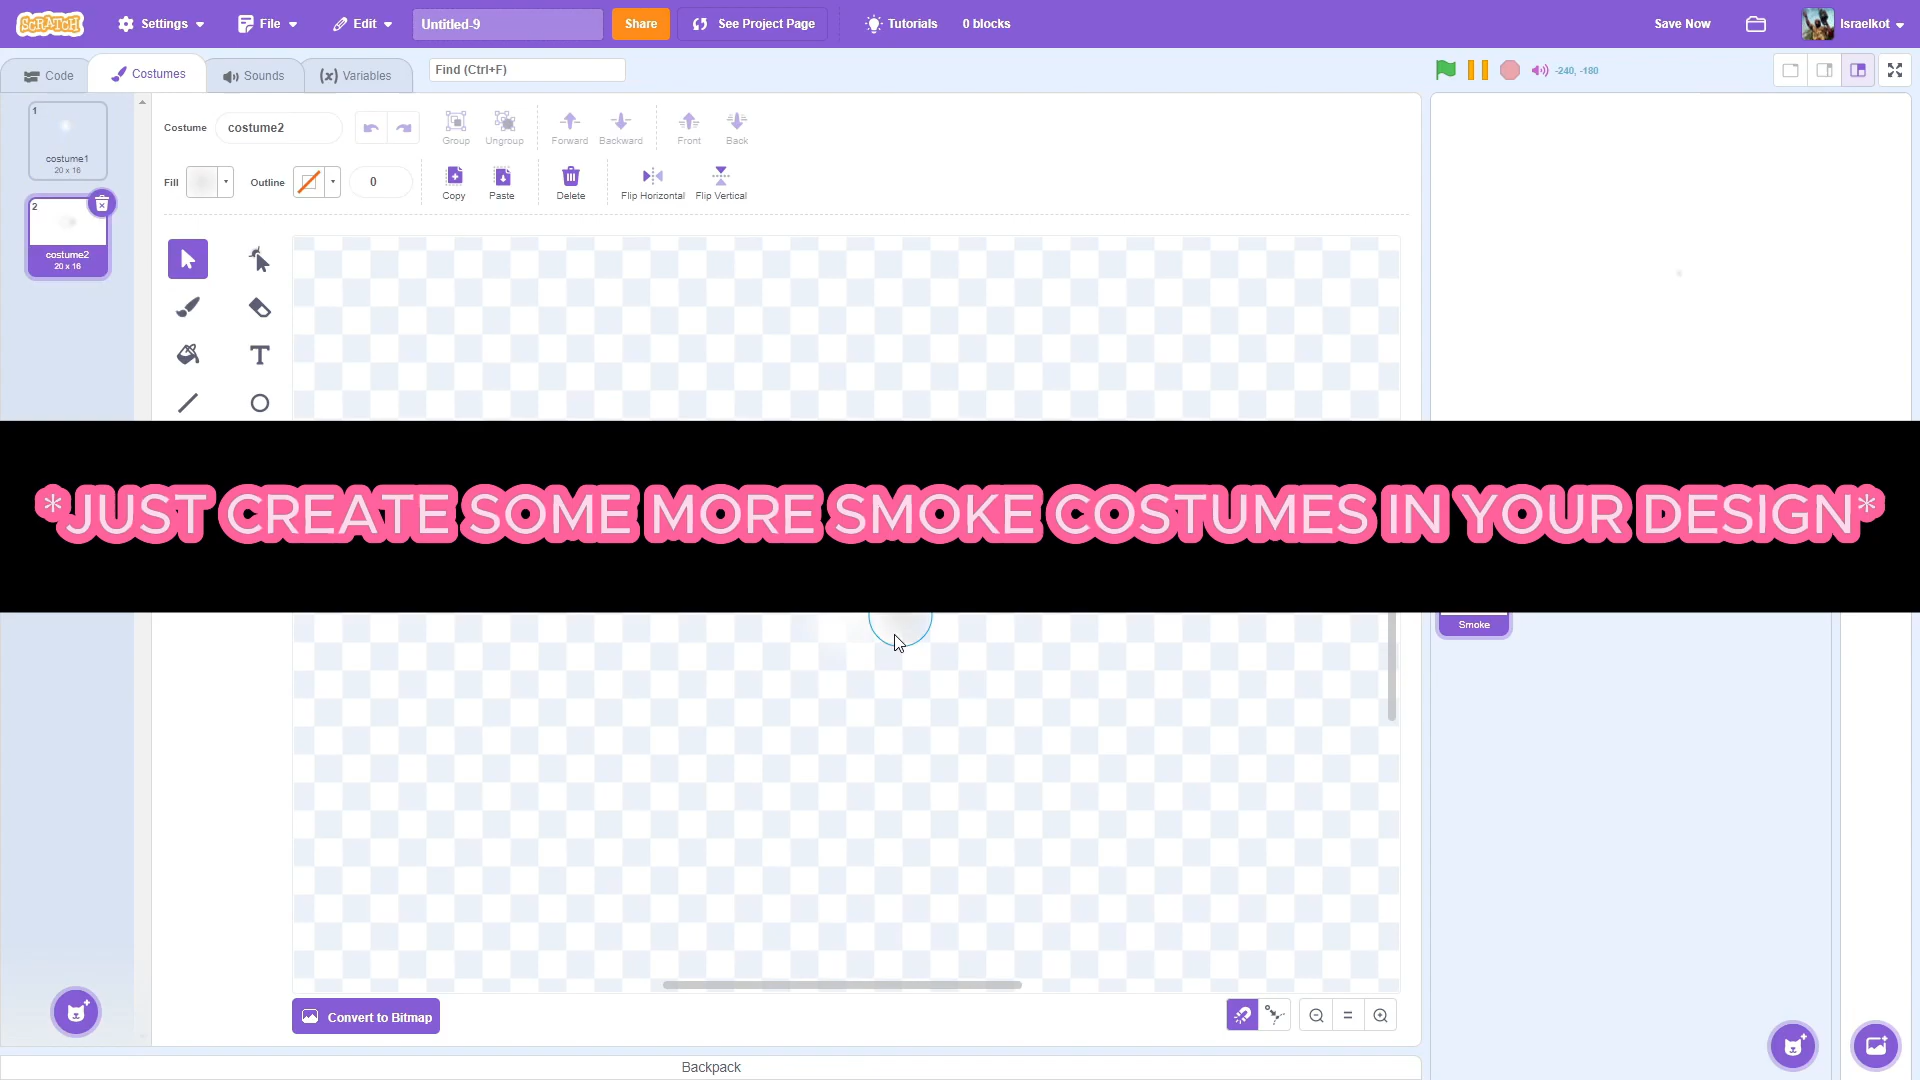 SCRATCH
Settings
File
Edit
Untitled-9
Share
See Project Page
Tutorials
0 blocks
Save Now
Israelkot
Code
Costumes
Sounds
(x) Variables
Find (Ctrl+F)
-240, -180
1
costume1
20 x 16
2
costume2
20 x 16
Costume
costume2
Group
Ungroup
Forward
Backward
Front
Back
Fill
Outline
0
Copy
Paste
Delete
Flip Horizontal
Flip Vertical
*JUST CREATE SOME MORE SMOKE COSTUMES IN YOUR DESIGN*
Smoke
Convert to Bitmap
Backpack